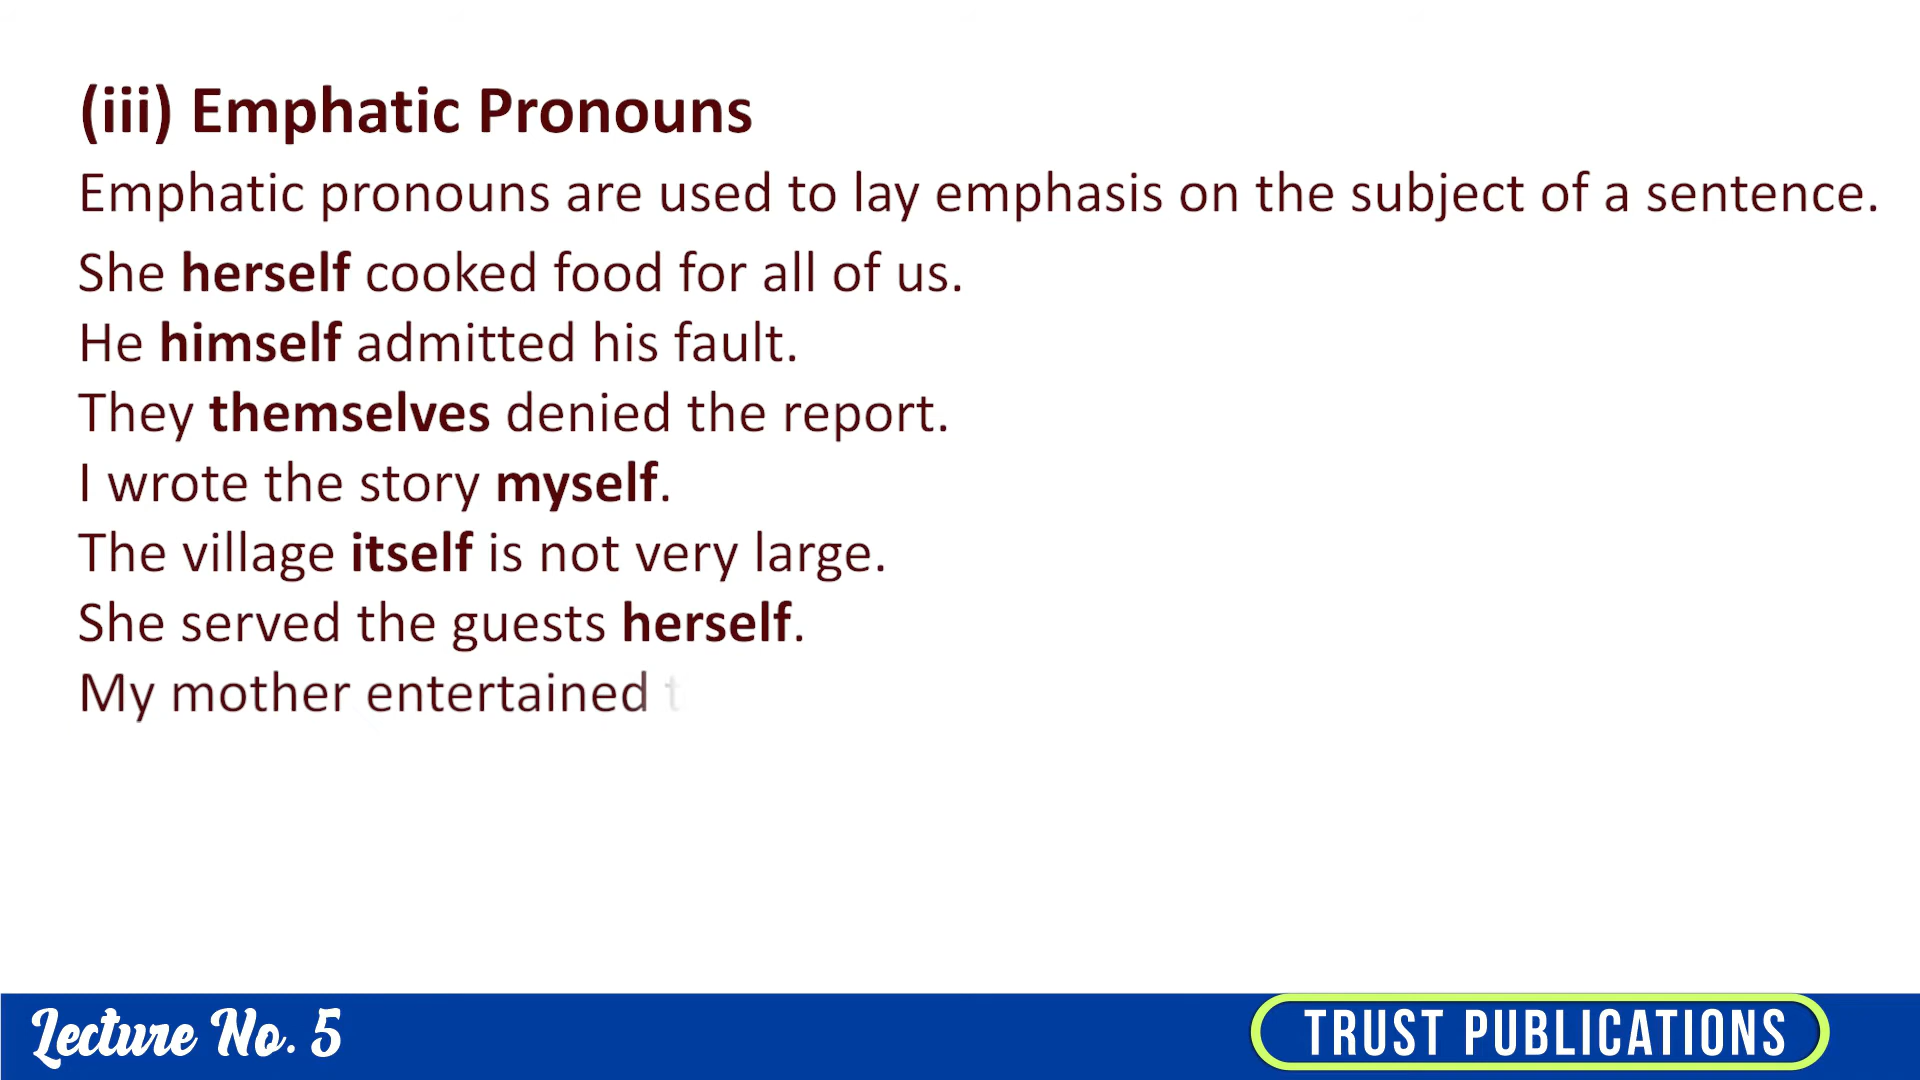 (iii) Emphatic Pronouns
Emphatic pronouns are used to lay emphasis on the subject of a sentence.
She herself cooked food for all of us.
He himself admitted his fault.
They themselves denied the report.
I wrote the story myself.
The village itself is not very large.
She served the guests herself.
My mother entertained
Lecture No. 5
TRUST PUBLICATIONS